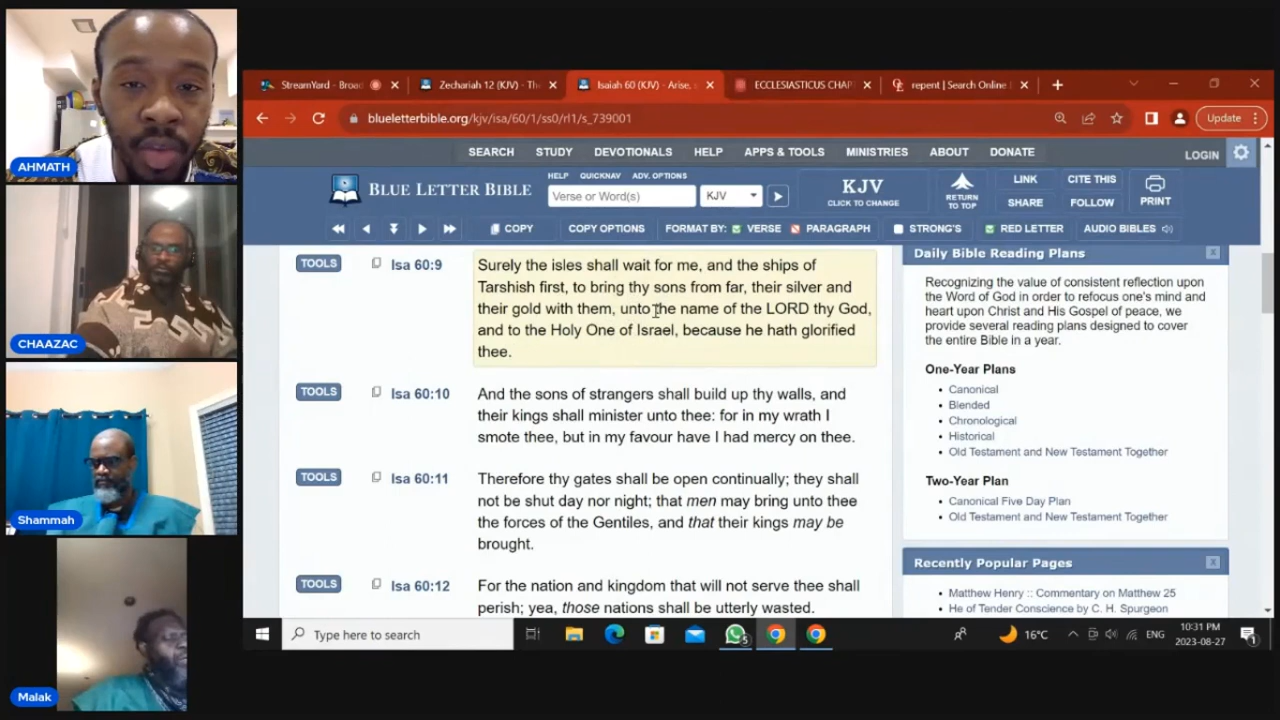 AHMATH
CHAAZAC
Shammah
Malak
StreamYard - Broad
Zechariah 12 (KJV) - The
Isaiah 60 (KJV) - Arise, s
ECCLESIASTICUS CHAP
repent | Search Online
blueletterbible.org/kjv/isa/60/1/ss0/rl1/s_739001
Update
SEARCH STUDY DEVOTIONALS HELP APPS & TOOLS MINISTRIES ABOUT DONATE
LOGIN
BLUE LETTER BIBLE
HELP QUICKNAV ADV. OPTIONS
Verse or Word(s)
KJV
KJV
CLICK TO CHANGE
RETURN
TO TOP
LINK
SHARE
CITE THIS
FOLLOW
PRINT
COPY COPY OPTIONS FORMAT BY: VERSE PARAGRAPH STRONG'S RED LETTER AUDIO BIBLES
TOOLS Isa 60:9
Surely the isles shall wait for me, and the ships of
Tarshish first, to bring thy sons from far, their silver and
their gold with them, unto the name of the LORD thy God,
and to the Holy One of Israel, because he hath glorified
thee.
TOOLS Isa 60:10
And the sons of strangers shall build up thy walls, and
their kings shall minister unto thee: for in my wrath I
smote thee, but in my favour have I had mercy on thee.
TOOLS Isa 60:11
Therefore thy gates shall be open continually; they shall
not be shut day nor night; that men may bring unto thee
the forces of the Gentiles, and that their kings may be
brought.
TOOLS Isa 60:12
For the nation and kingdom that will not serve thee shall
perish; yea, those nations shall be utterly wasted.
Daily Bible Reading Plans
Recognizing the value of consistent reflection upon
the Word of God in order to refocus one's mind and
heart upon Christ and His Gospel of peace, we
provide several reading plans designed to cover
the entire Bible in a year.
One-Year Plans
Canonical
Blended
Chronological
Historical
Old Testament and New Testament Together
Two-Year Plan
Canonical Five Day Plan
Old Testament and New Testament Together
Recently Popular Pages
Matthew Henry :: Commentary on Matthew 25
He of Tender Conscience by C. H. Spurgeon
Type here to search
5
16°C
ENG
10:31 PM
2023-08-27
1